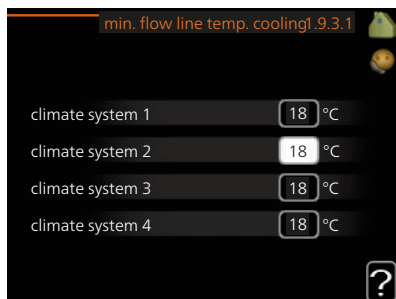 min. flow line temp. cooling1.9.3.1
climate system 1 18 °C
climate system 2 18 °C
climate system 3 18 °C
climate system 4 18 °C
?